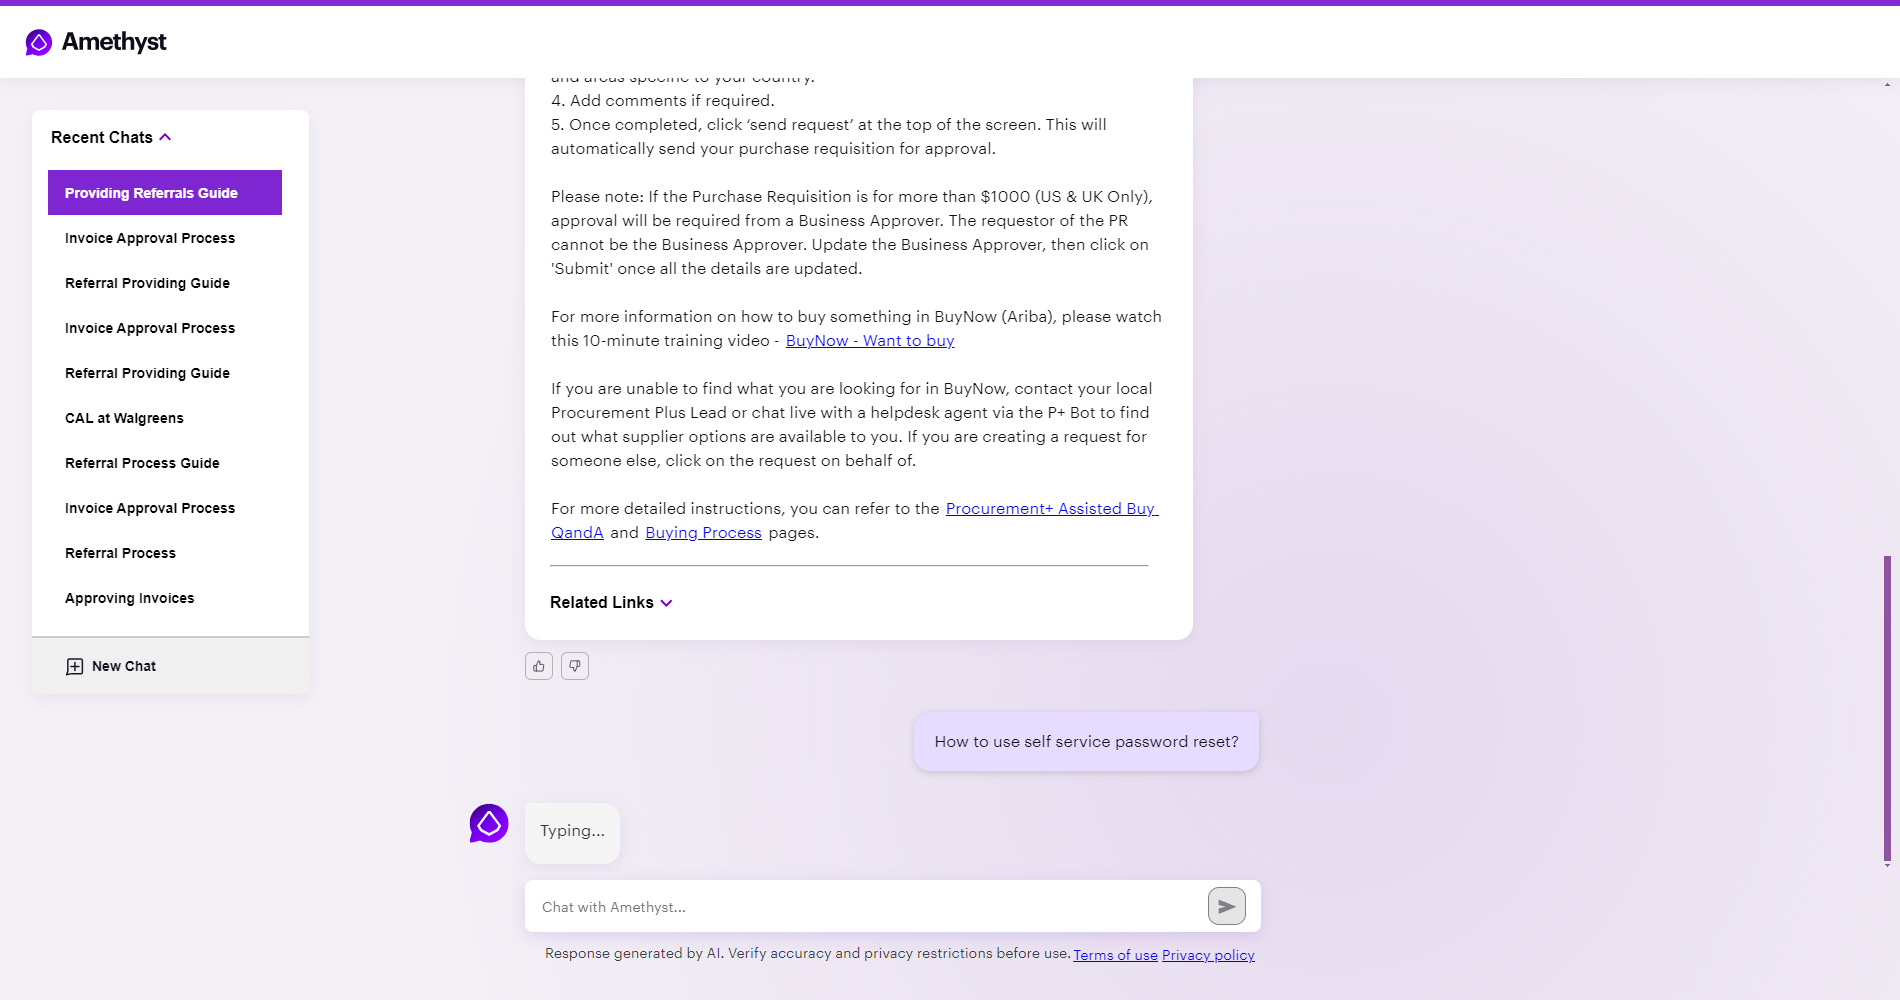 Amethyst
Recent Chats
Providing Referrals Guide
Invoice Approval Process
Referral Providing Guide
Invoice Approval Process
Referral Providing Guide
CAL at Walgreens
Referral Process Guide
Invoice Approval Process
Referral Process
Approving Invoices
New Chat
and areas specific to your country.
4. Add comments if required.
5. Once completed, click ‘send request’ at the top of the screen. This will
automatically send your purchase requisition for approval.
Please note: If the Purchase Requisition is for more than $1000 (US & UK Only),
approval will be required from a Business Approver. The requestor of the PR
cannot be the Business Approver. Update the Business Approver, then click on
'Submit' once all the details are updated.
For more information on how to buy something in BuyNow (Ariba), please watch
this 10-minute training video - BuyNow - Want to buy
If you are unable to find what you are looking for in BuyNow, contact your local
Procurement Plus Lead or chat live with a helpdesk agent via the P+ Bot to find
out what supplier options are available to you. If you are creating a request for
someone else, click on the request on behalf of.
For more detailed instructions, you can refer to the Procurement+ Assisted Buy
QandA and Buying Process pages.
Related Links
How to use self service password reset?
Typing...
Chat with Amethyst...
Response generated by AI. Verify accuracy and privacy restrictions before use. Terms of use Privacy policy